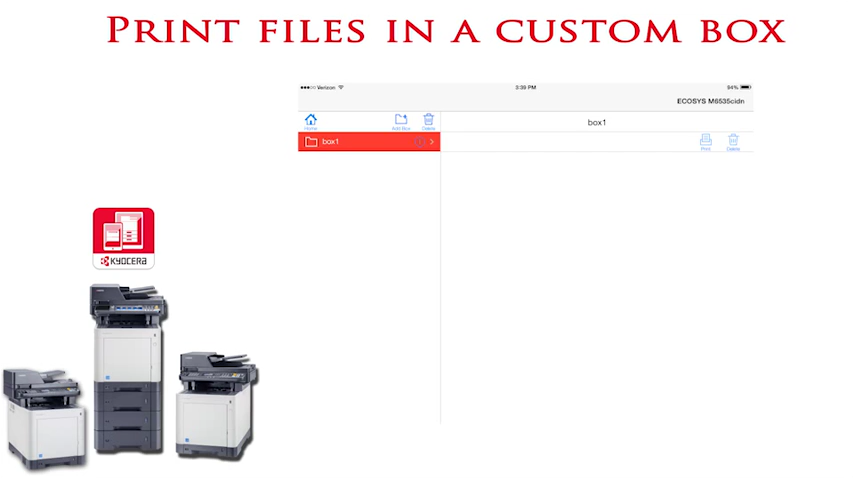 Print files in a custom box
Verizon 3:39 PM 94%
ECOSYS M6535cidn
Home Add Box Delete box1
box1
Print Delete
KYOCERA